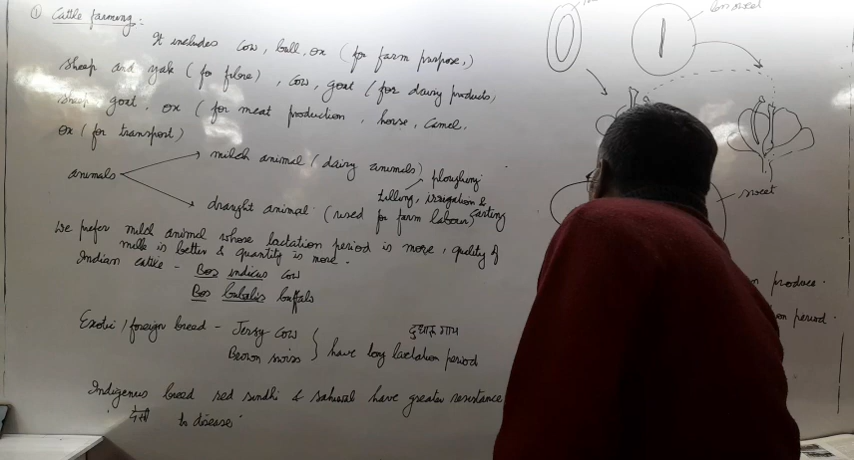 ① Cattle farming:
It includes cow, bull, ox (for farm purpose,)
sheep and yak (for fibre), cow, goat (for dairy products,
sheep goat, ox (for meat production, horse, camel,
ox (for transport)
animals
milch animal (dairy animals)
ploughing
tilling, irrigation &
draught animal (used for farm labour) carting
We prefer milch animal whose lactation period is more, quality of
milk is better & quantity is more.
Indian cattle - Bos indicus cow
Bos bubalis buffalo
Exotic / foreign breed - Jersy cow
दुधारू गाय
Brown swiss } have long lactation period
Indigenus breed red sindhi & sahiwal have greater resistance
देसी to disease
sweet
produce.
period.